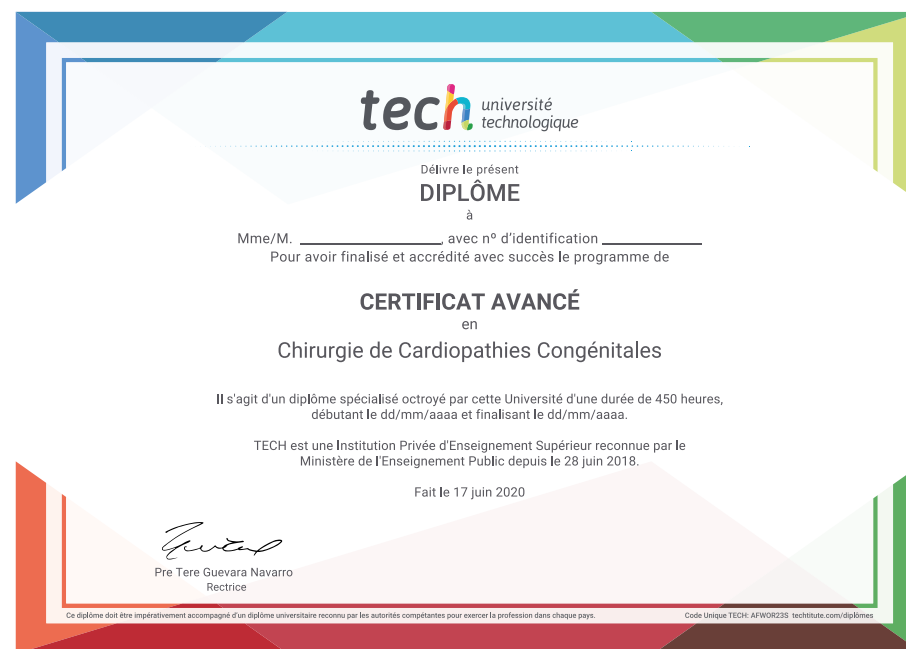 tech université
technologique
Délivre le présent
DIPLÔME
à
Mme/M. ____________________, avec nº d'identification ______________
Pour avoir finalisé et accrédité avec succès le programme de
CERTIFICAT AVANCÉ
en
Chirurgie de Cardiopathies Congénitales
Il s'agit d'un diplôme spécialisé octroyé par cette Université d'une durée de 450 heures,
débutant le dd/mm/aaaa et finalisant le dd/mm/aaaa.
TECH est une Institution Privée d'Enseignement Supérieur reconnue par le
Ministère de l'Enseignement Public depuis le 28 juin 2018.
Fait le 17 juin 2020
Pre Tere Guevara Navarro
Rectrice
Ce diplôme doit être impérativement accompagné d'un diplôme universitaire reconnu par les autorités compétantes pour exercer la profession dans chaque pays.
Code Unique TECH: AFWOR23S techtitute.com/diplômes